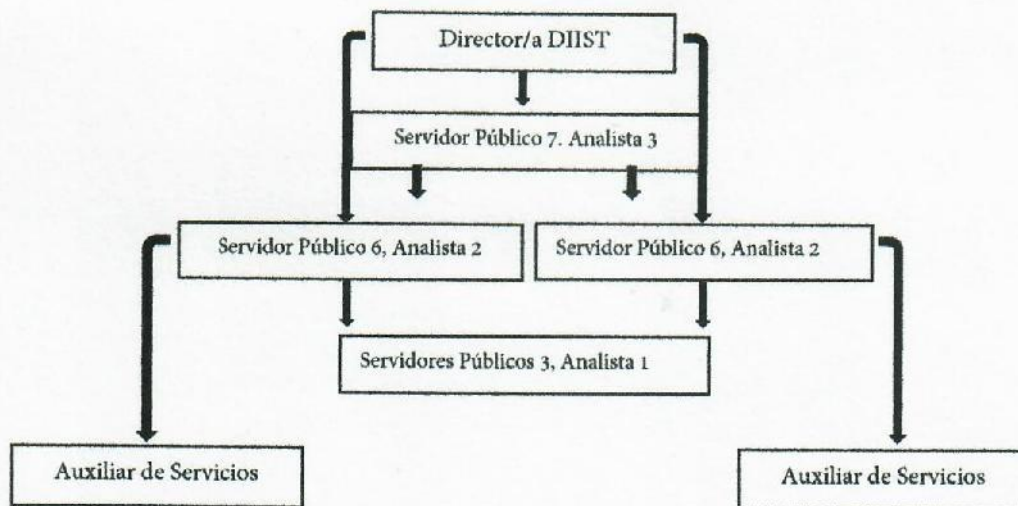 Director/a DIIST
Servidor Público 7. Analista 3
Servidor Público 6, Analista 2
Servidor Público 6, Analista 2
Servidores Públicos 3, Analista 1
Auxiliar de Servicios
Auxiliar de Servicios